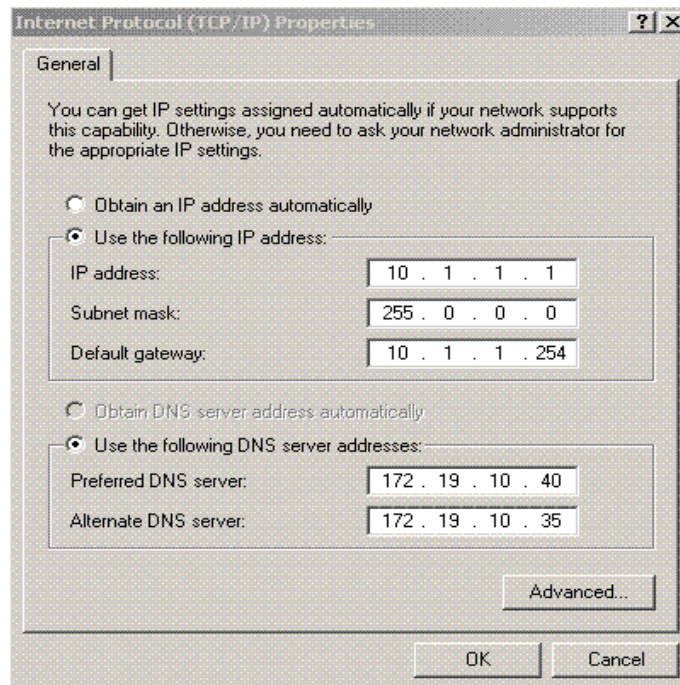 Internet Protocol (TCP/IP) Properties
General
You can get IP settings assigned automatically if your network supports
this capability. Otherwise, you need to ask your network administrator for
the appropriate IP settings.
Obtain an IP address automatically
Use the following IP address:
IP address: 10 . 1 . 1 . 1
Subnet mask: 255 . 0 . 0 . 0
Default gateway: 10 . 1 . 1 . 254
Obtain DNS server address automatically
Use the following DNS server addresses:
Preferred DNS server: 172 . 19 . 10 . 40
Alternate DNS server: 172 . 19 . 10 . 35
Advanced...
OK Cancel